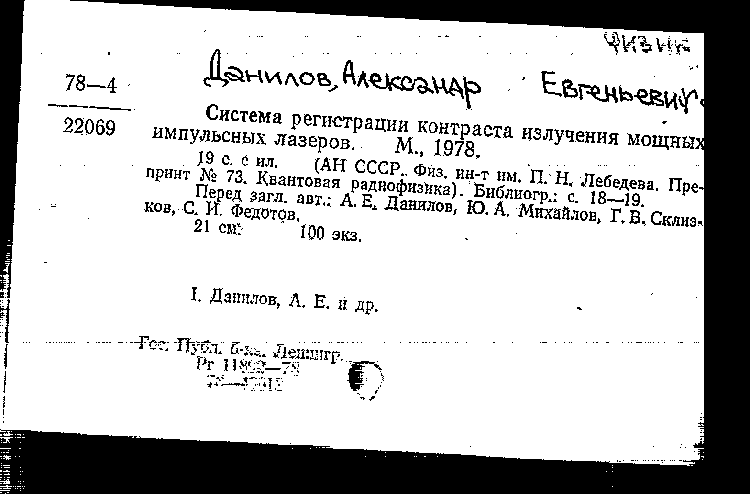 Физик
78—4
22069
Данилов, Александр Евгеньевич
Система регистрации контраста излучения мощных
импульсных лазеров. М., 1978.
19 с. с ил. (АН СССР. Физ. ин-т им. П. Н. Лебедева. Пре-
принт № 73. Квантовая радиофизика). Библиогр.: с. 18—19.
Перед загл. авт.: А. Е. Данилов, Ю. А. Михайлов, Г. В. Склиз-
ков, С. И. Федотов.
21 см. 100 экз.
I. Данилов, А. Е. и др.
Гос. Публ. б-ка. Ленингр.
Pr